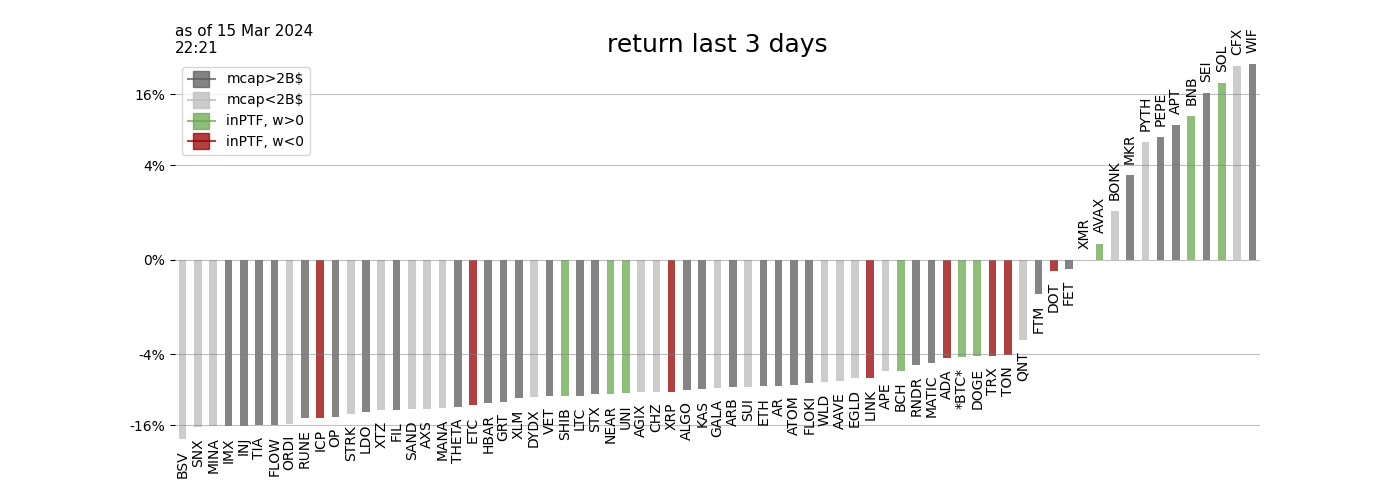 as of 15 Mar 2024
22:21
return last 3 days
mcap>2B$
mcap<2B$
inPTF, w>0
inPTF, w<0
16%
4%
0%
-4%
-16%
BSV
SNX
MINA
IMX
INJ
TIA
FLOW
ORDI
RUNE
ICP
OP
STRK
LDO
XTZ
FIL
SAND
AXS
MANA
THETA
ETC
HBAR
GRT
XLM
DYDX
VET
SHIB
LTC
STX
NEAR
UNI
AGIX
CHZ
XRP
ALGO
KAS
GALA
ARB
SUI
ETH
AR
ATOM
FLOKI
WLD
AAVE
EGLD
LINK
APE
BCH
RNDR
MATIC
ADA
*BTC*
DOGE
TRX
TON
QNT
FTM
DOT
FET
XMR
AVAX
BONK
MKR
PYTH
PEPE
APT
BNB
SEI
SOL
CFX
WIF